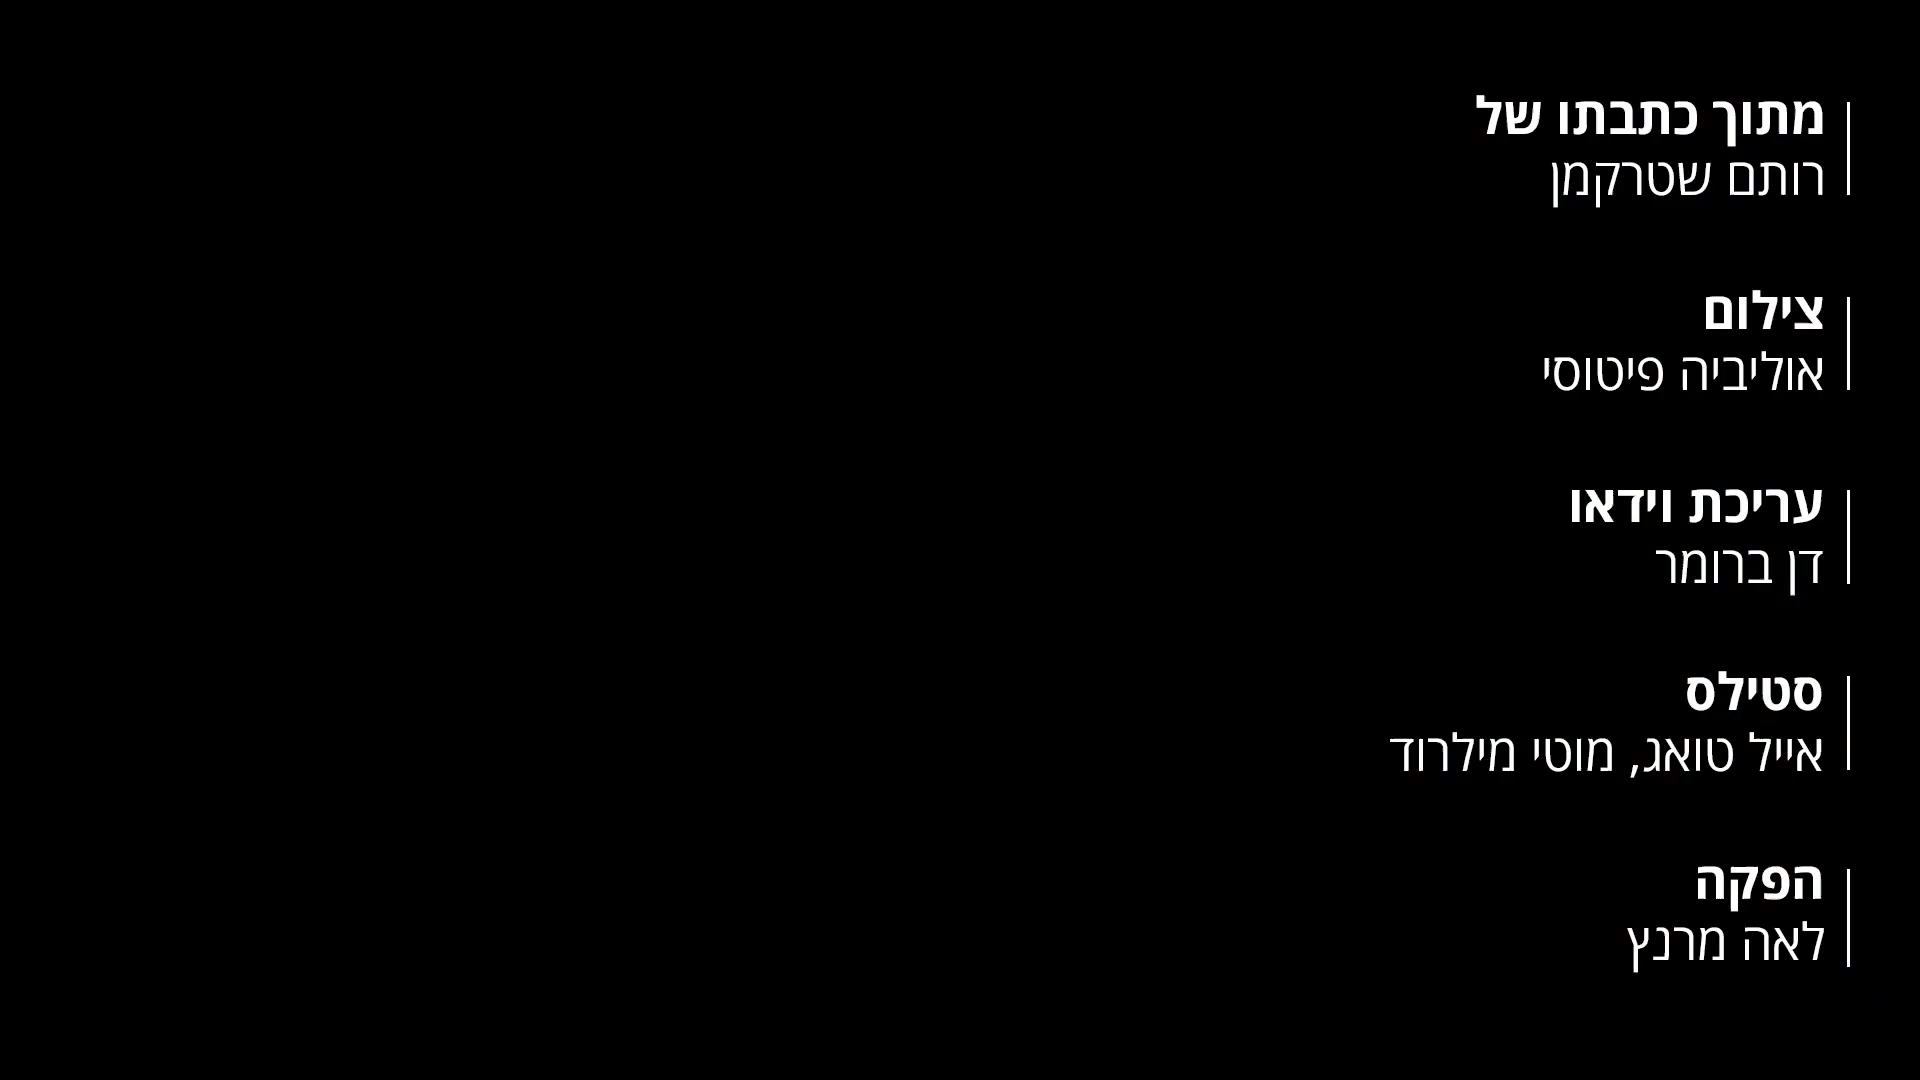 מתוך כתבתו של
רותם שטרקמן
צילום
אוליביה פיטוסי
עריכת וידאו
דן ברומר
סטילס
אייל טואג, מוטי מילרוד
הפקה
לאה מרנץ